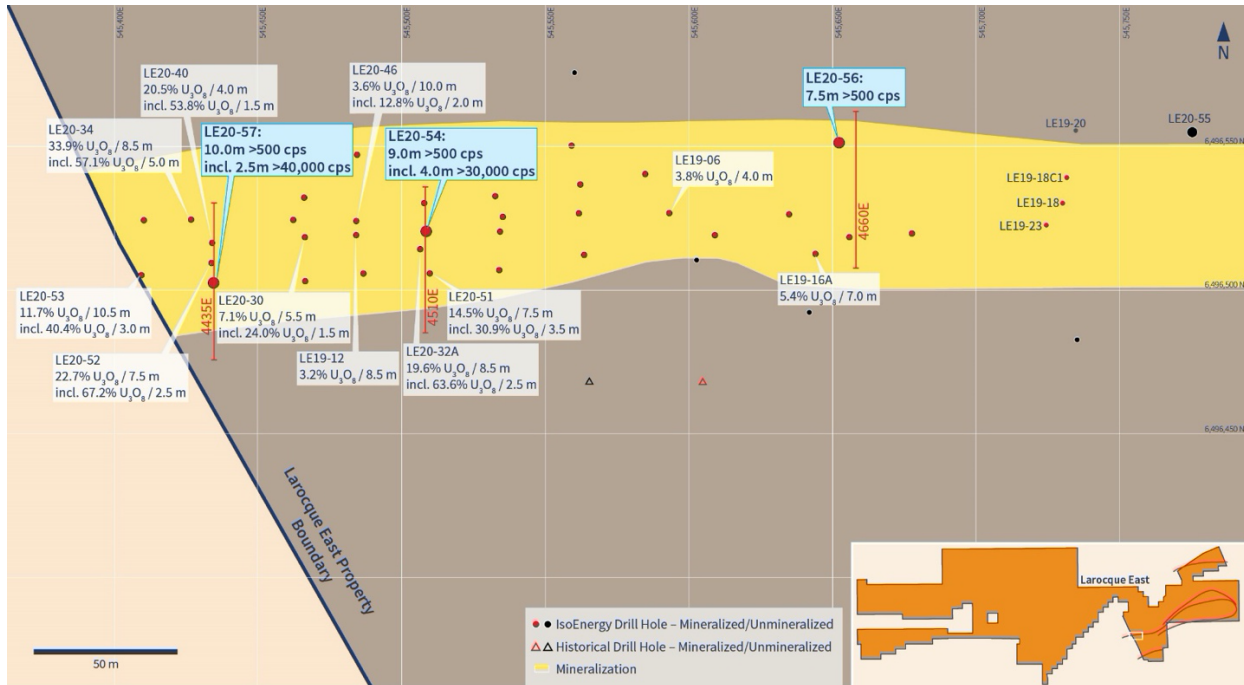 545,400E
545,450E
545,500E
545,550E
545,600E
545,650E
545,700E
545,750E
N
LE20-40
20.5% U3O8 / 4.0 m
incl. 53.8% U3O8 / 1.5 m
LE20-46
3.6% U3O8 / 10.0 m
incl. 12.8% U3O8 / 2.0 m
LE20-56:
7.5m >500 cps
LE20-34
33.9% U3O8 / 8.5 m
incl. 57.1% U3O8 / 5.0 m
LE20-57:
10.0m >500 cps
incl. 2.5m >40,000 cps
LE20-54:
9.0m >500 cps
incl. 4.0m >30,000 cps
LE19-20
LE20-55
6,496,550 N
LE19-06
3.8% U3O8 / 4.0 m
LE19-18C1
LE19-18
LE19-23
4660E
4435E
4510E
LE19-16A
5.4% U3O8 / 7.0 m
6,496,500 N
LE20-53
11.7% U3O8 / 10.5 m
incl. 40.4% U3O8 / 3.0 m
LE20-30
7.1% U3O8 / 5.5 m
incl. 24.0% U3O8 / 1.5 m
LE20-51
14.5% U3O8 / 7.5 m
incl. 30.9% U3O8 / 3.5 m
LE20-52
22.7% U3O8 / 7.5 m
incl. 67.2% U3O8 / 2.5 m
LE19-12
3.2% U3O8 / 8.5 m
LE20-32A
19.6% U3O8 / 8.5 m
incl. 63.6% U3O8 / 2.5 m
6,496,450 N
Larocque East Property
Boundary
Larocque East
IsoEnergy Drill Hole – Mineralized/Unmineralized
Historical Drill Hole – Mineralized/Unmineralized
Mineralization
50 m